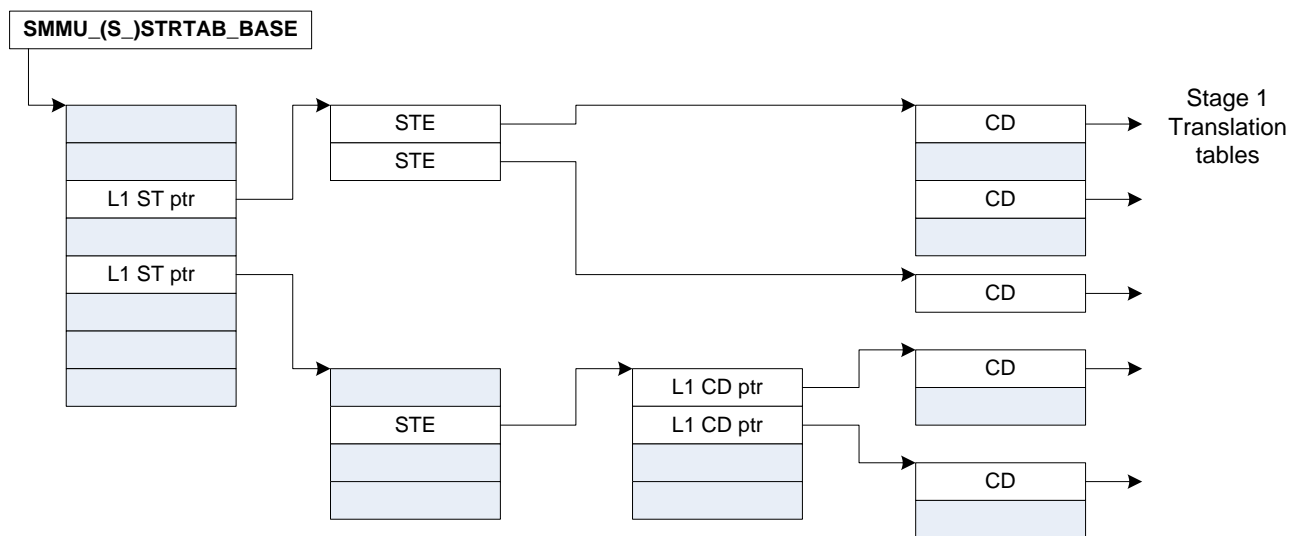 SMMU_(S_)STRTAB_BASE
STE
CD
Stage 1
Translation
tables
STE
L1 ST ptr
CD
L1 ST ptr
CD
L1 CD ptr
CD
STE
L1 CD ptr
CD